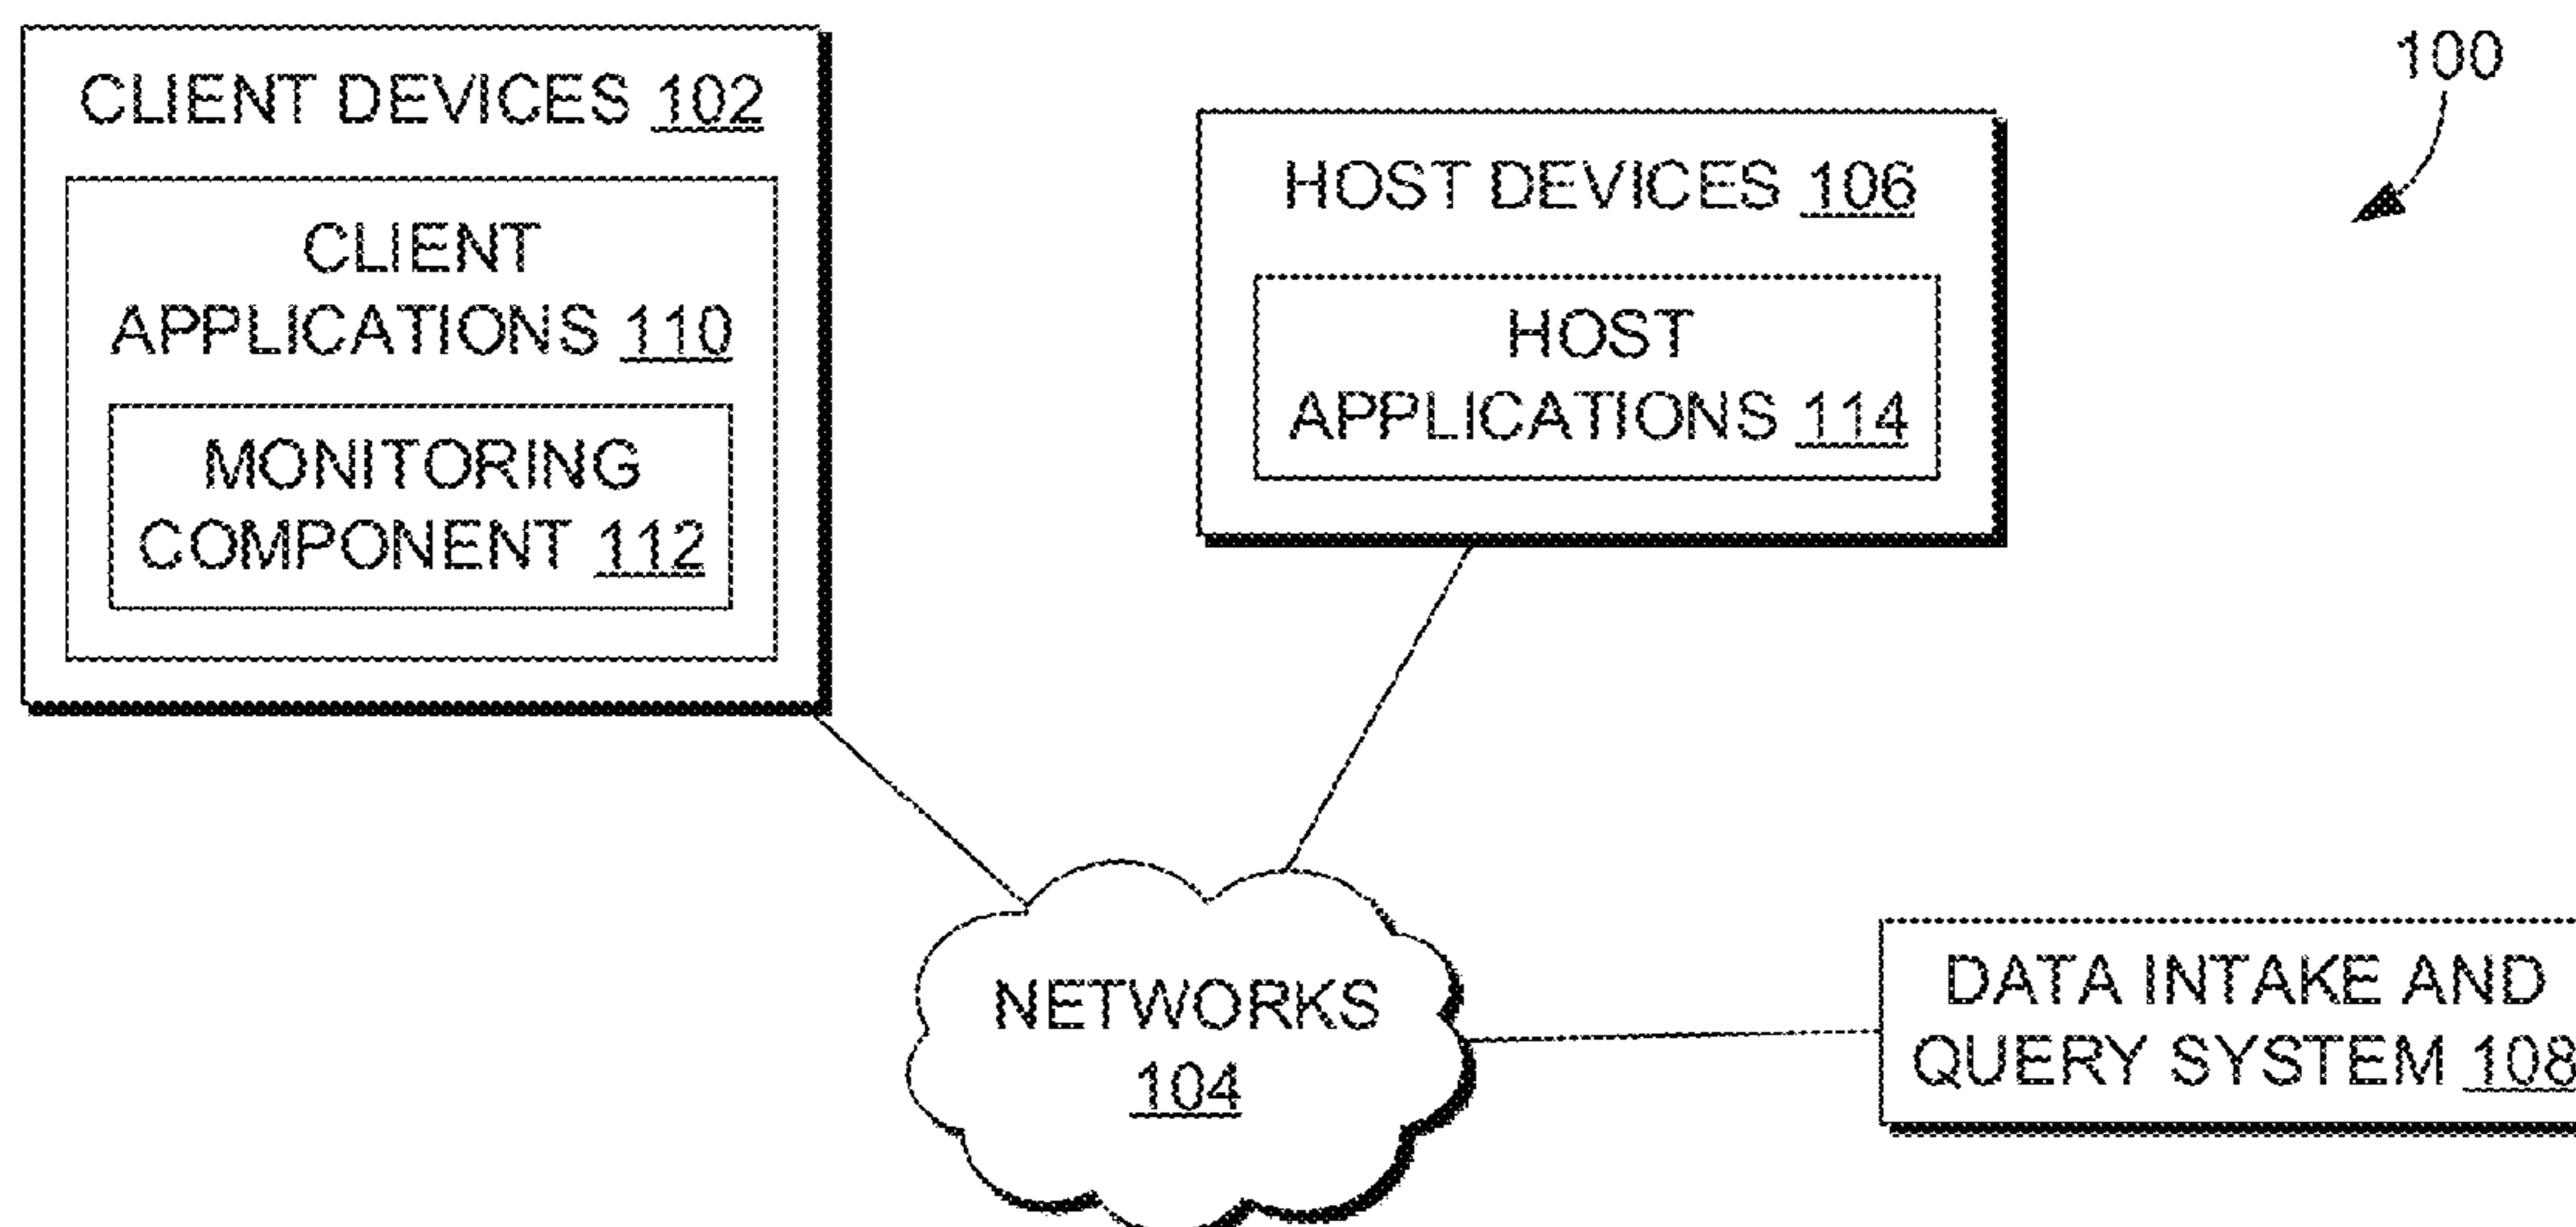 100
CLIENT DEVICES 102
CLIENT
APPLICATIONS 110
MONITORING
COMPONENT 112
HOST DEVICES 106
HOST
APPLICATIONS 114
NETWORKS
104
DATA INTAKE AND
QUERY SYSTEM 108